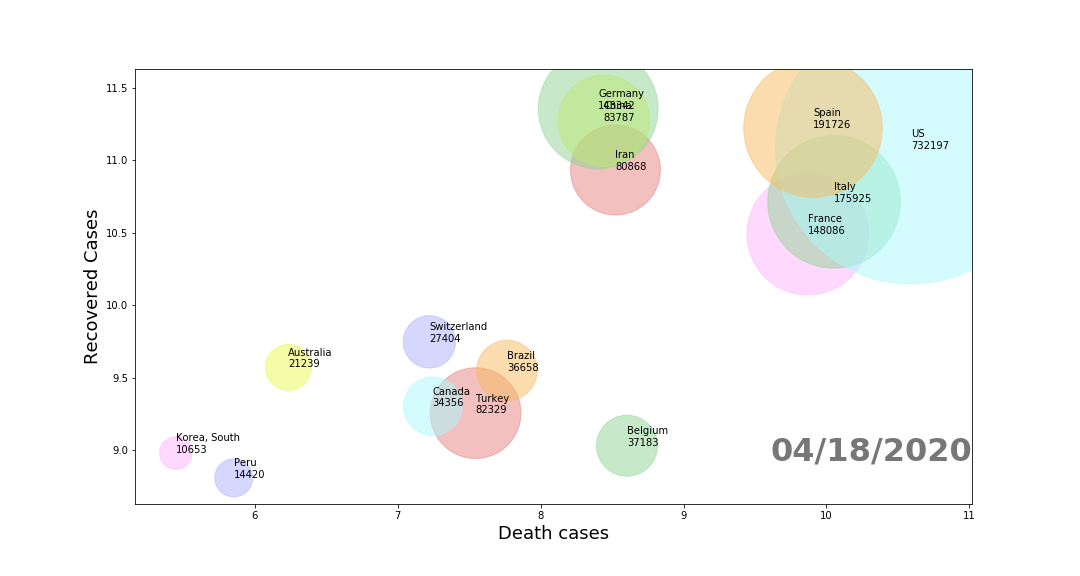 11.5
11.0
10.5
10.0
9.5
9.0
Recovered Cases
Germany
143342
China
83787
Iran
80868
Spain
191726
US
732197
Italy
175925
France
148086
Switzerland
27404
Australia
21239
Brazil
36658
Canada
34356
Turkey
82329
Belgium
37183
Korea, South
10653
Peru
14420
04/18/2020
6
7
8
9
10
11
Death cases